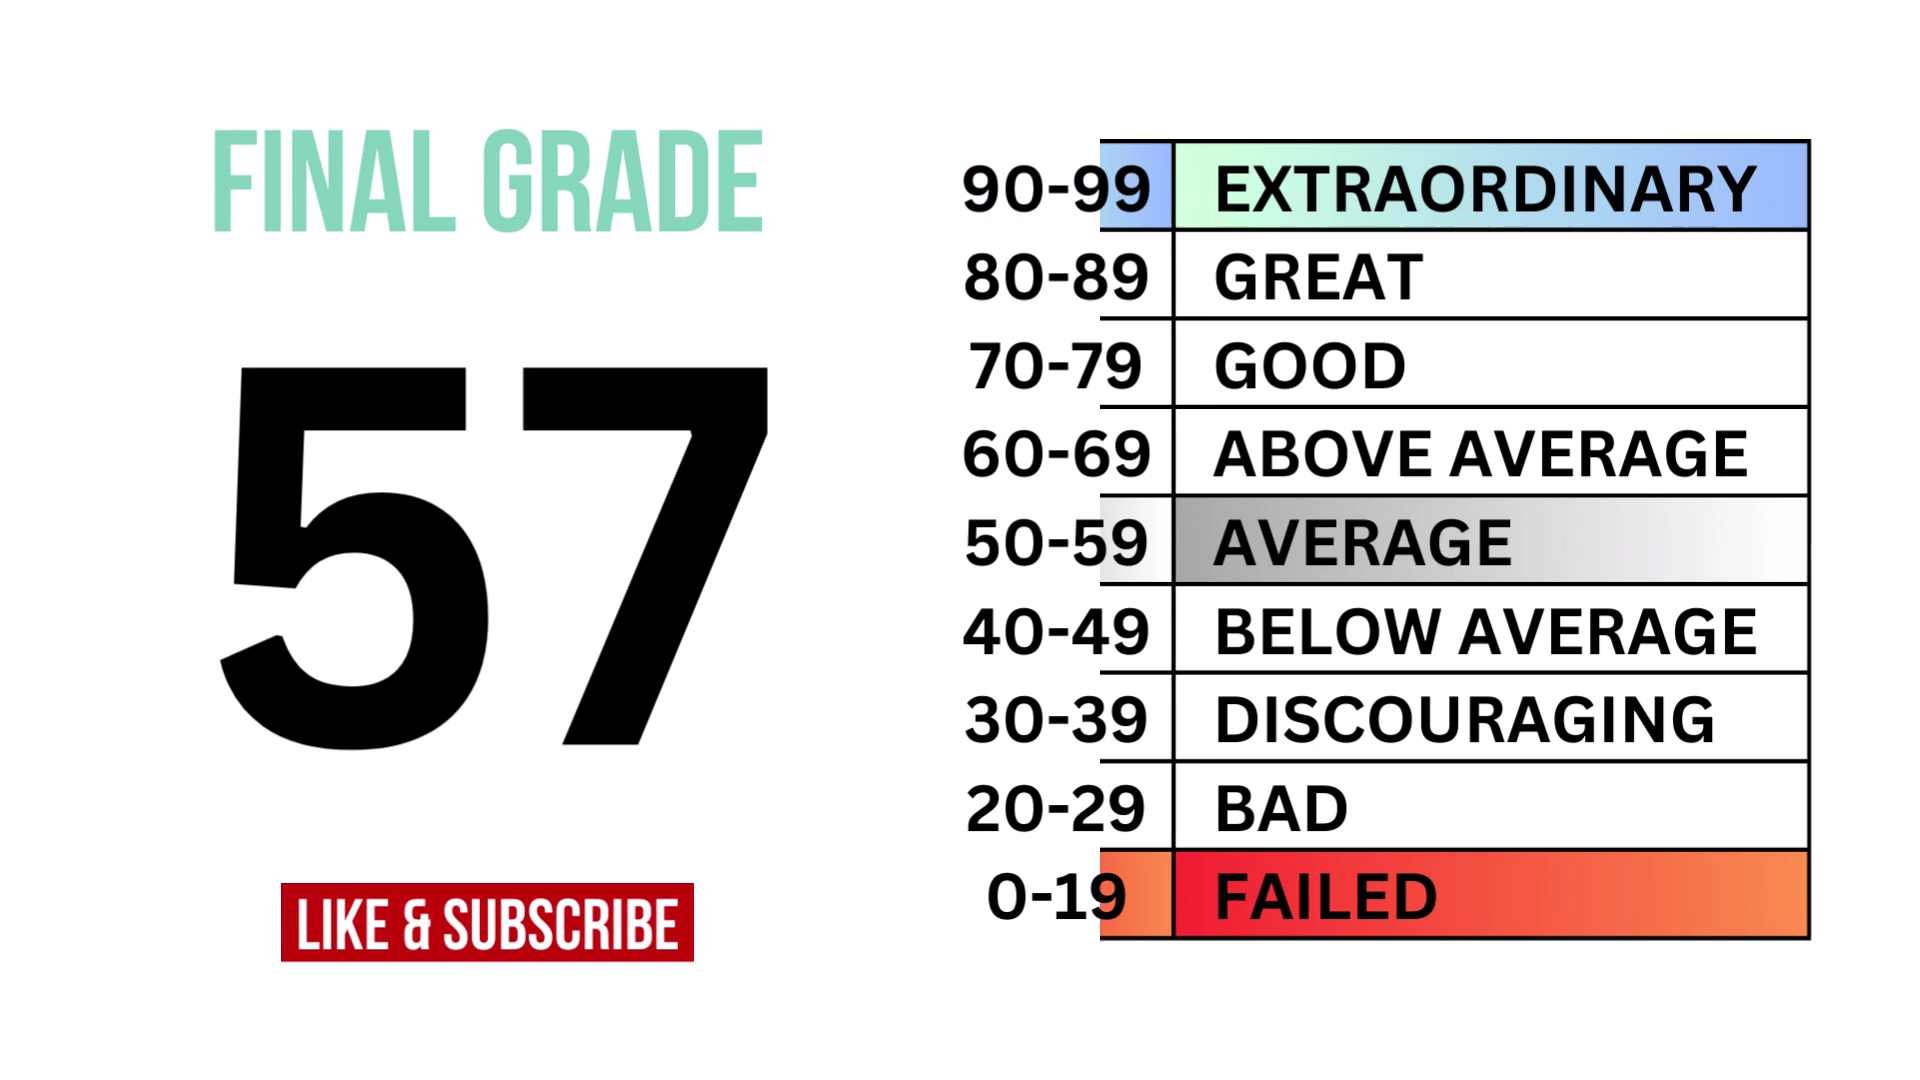 FINAL GRADE
57
LIKE & SUBSCRIBE
90-99 EXTRAORDINARY
80-89 GREAT
70-79 GOOD
60-69 ABOVE AVERAGE
50-59 AVERAGE
40-49 BELOW AVERAGE
30-39 DISCOURAGING
20-29 BAD
0-19 FAILED